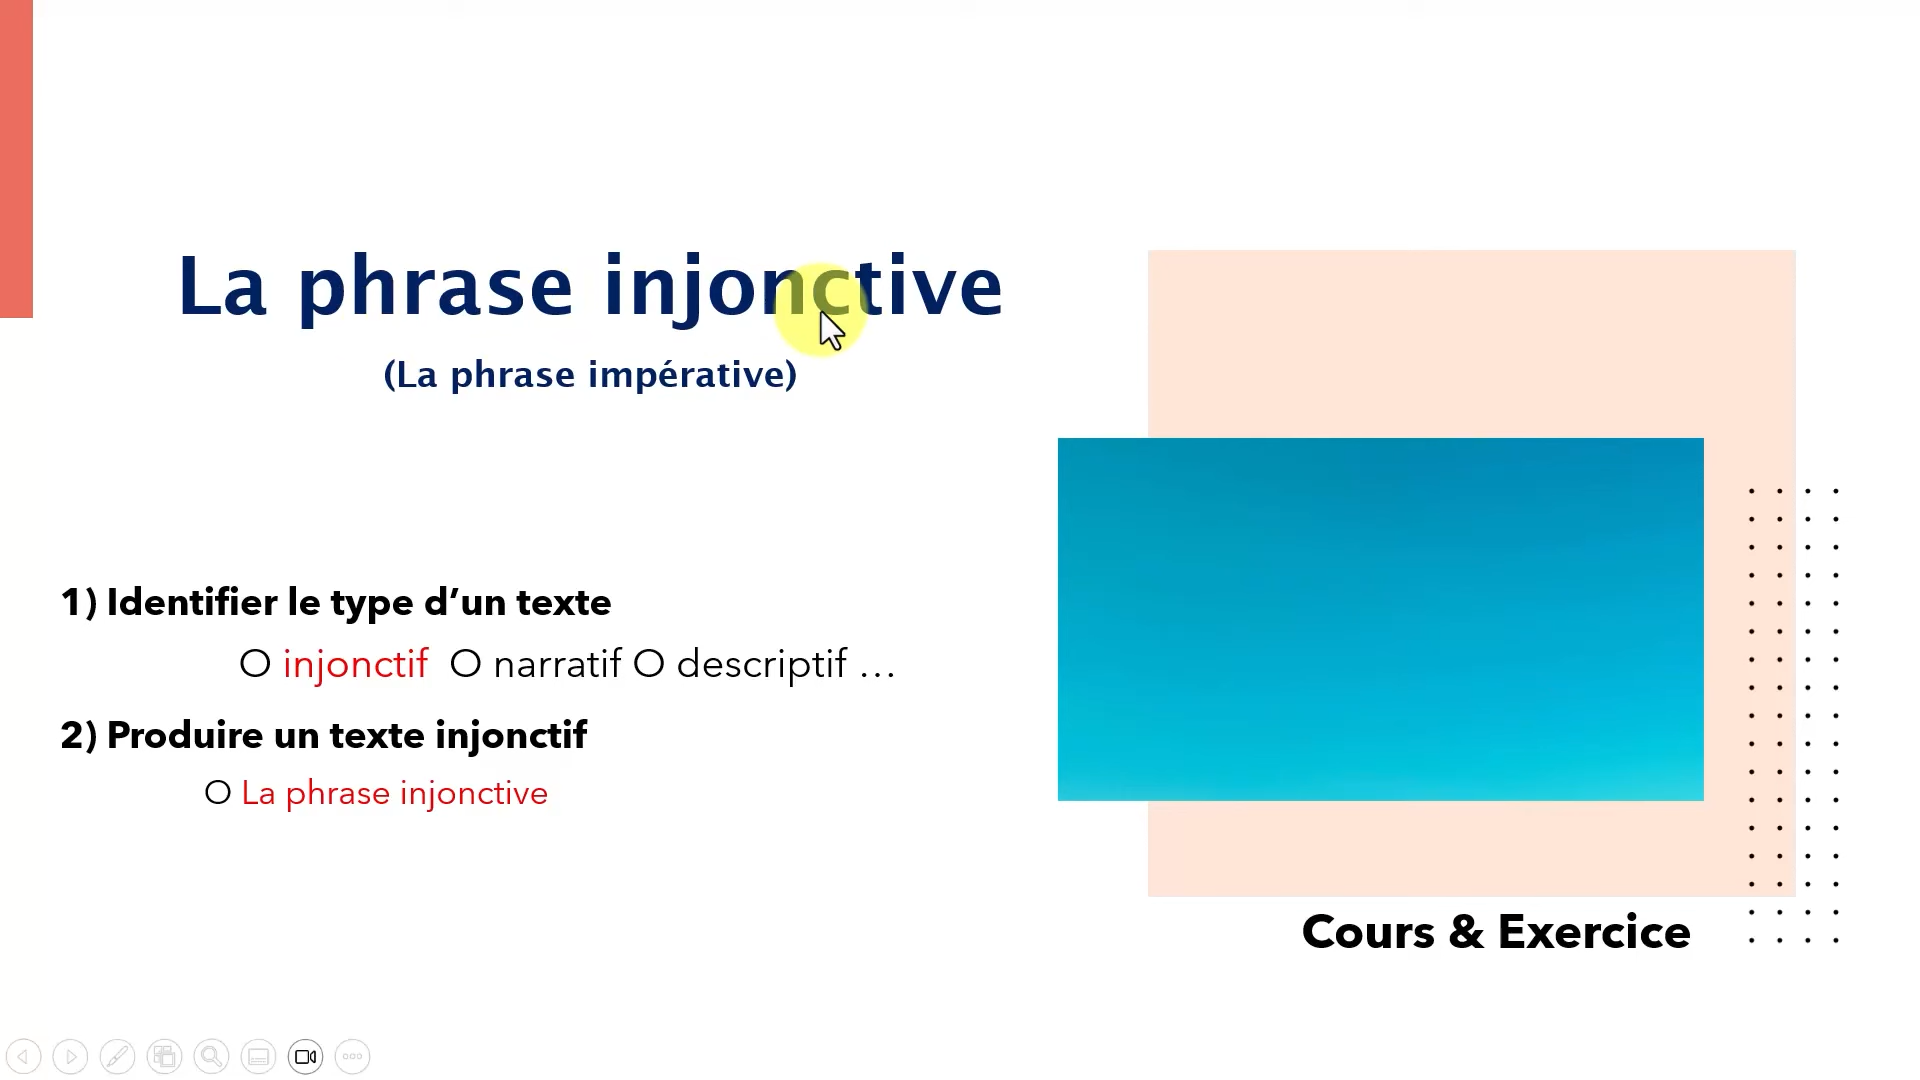 La phrase injonctive
(La phrase impérative)
1) Identifier le type d’un texte
O injonctif O narratif O descriptif …
2) Produire un texte injonctif
O La phrase injonctive
Cours & Exercice